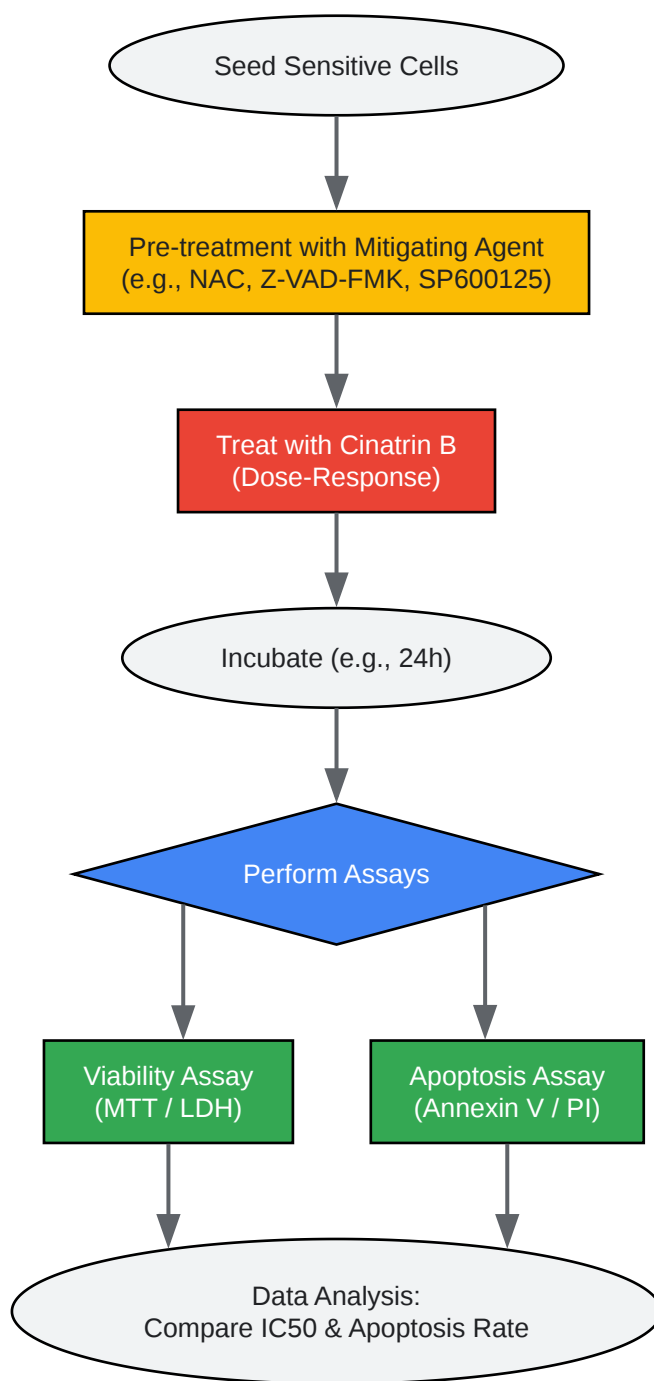 Seed Sensitive Cells
Pre-treatment with Mitigating Agent
(e.g., NAC, Z-VAD-FMK, SP600125)
Treat with Cinatrin B
(Dose-Response)
Incubate (e.g., 24h)
Perform Assays
Viability Assay
(MTT / LDH)
Apoptosis Assay
(Annexin V / PI)
Data Analysis:
Compare IC50 & Apoptosis Rate